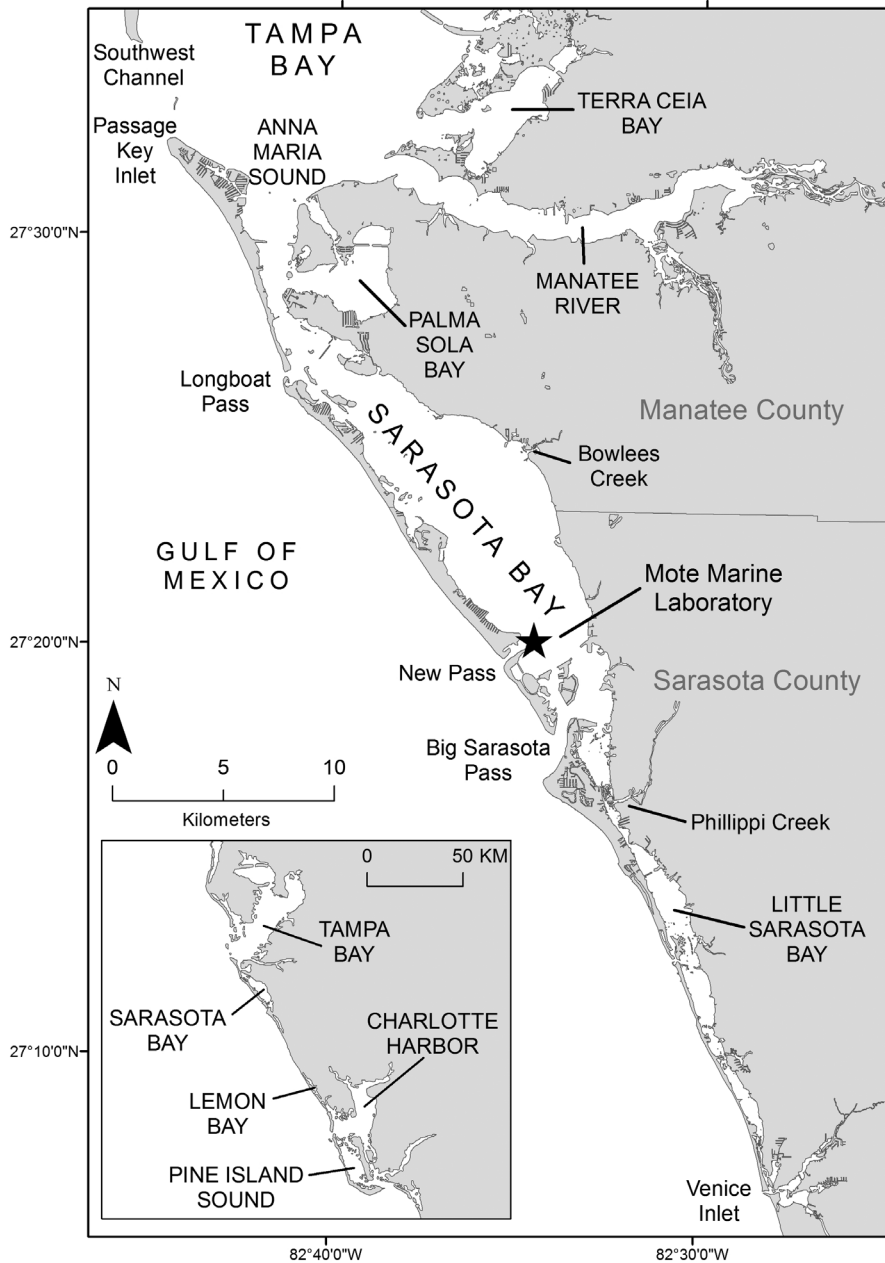 Southwest
Channel
TAMPA
BAY
TERRA CEIA
BAY
Passage
Key
Inlet
ANNA
MARIA
SOUND
27°30'0"N
MANATEE
RIVER
PALMA
SOLA
BAY
Longboat
Pass
SARASOTA BAY
Manatee County
Bowlees
Creek
GULF OF
MEXICO
Mote Marine
Laboratory
27°20'0"N
New Pass
Sarasota County
N
Big Sarasota
Pass
0 5 10
Kilometers
Phillippi Creek
0 50 KM
TAMPA
BAY
LITTLE
SARASOTA
BAY
SARASOTA
BAY
CHARLOTTE
HARBOR
27°10'0"N
LEMON
BAY
PINE ISLAND
SOUND
Venice
Inlet
82°40'0"W
82°30'0"W